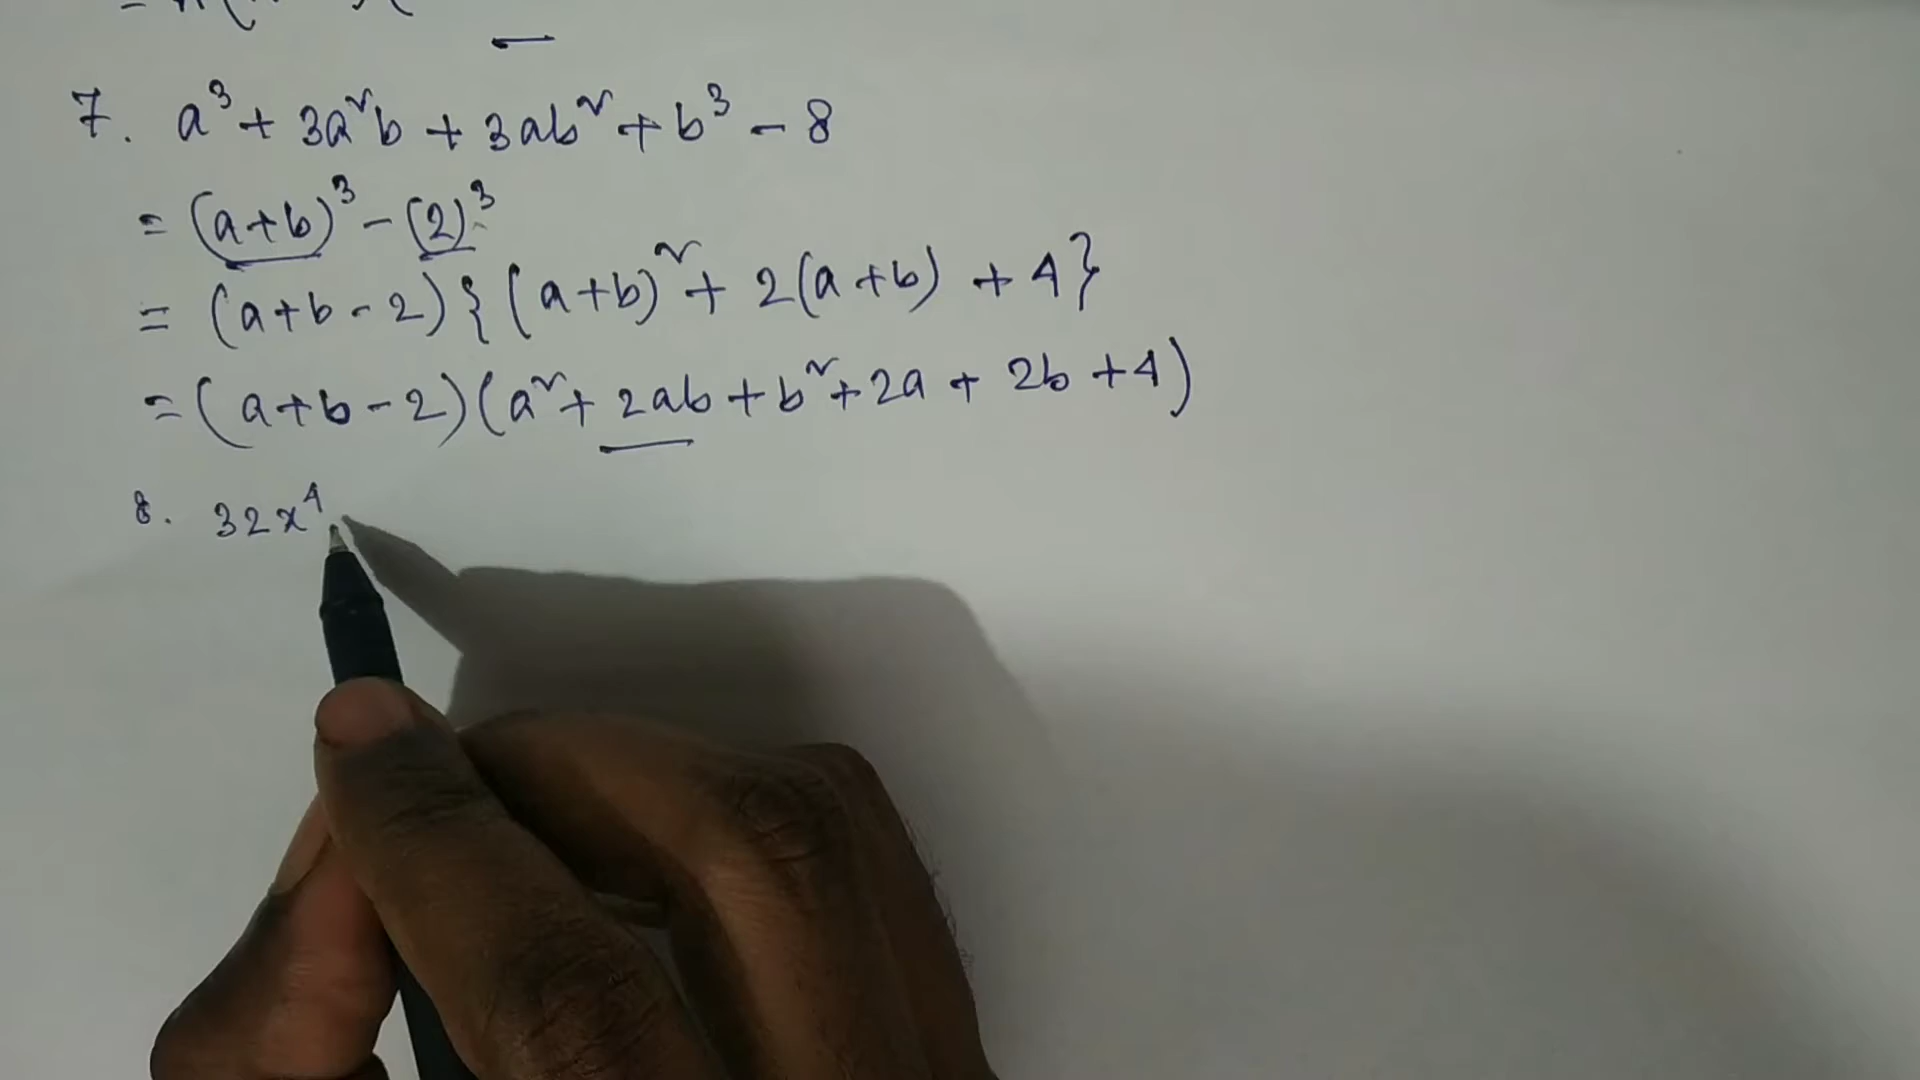 7. a³ + 3a²b + 3ab² + b³ - 8
= (a+b)³ - (2)³
= (a+b-2){(a+b)² + 2(a+b) + 4}
= (a+b-2)(a² + 2ab + b² + 2a + 2b + 4)
8. 32x⁴